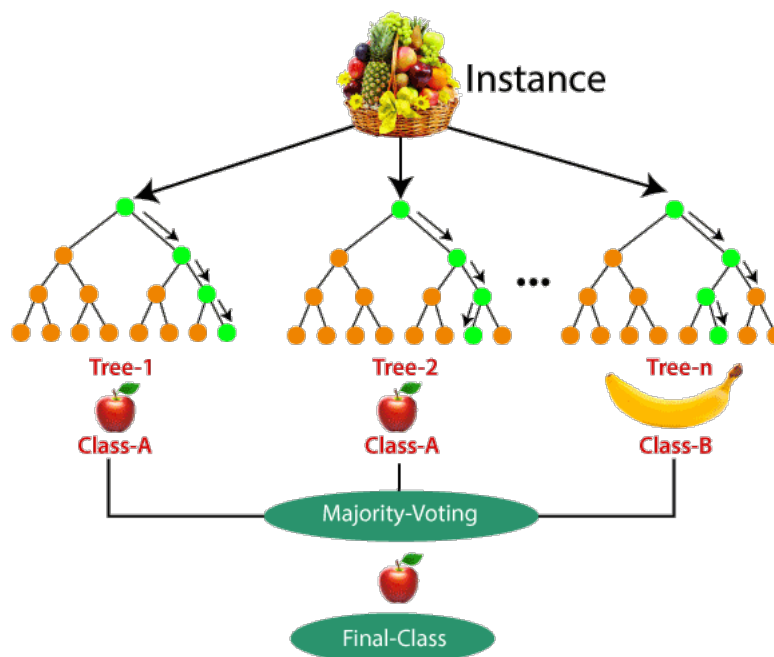 Instance
...
Tree-1
Tree-2
Tree-n
Class-A
Class-A
Class-B
Majority-Voting
Final-Class